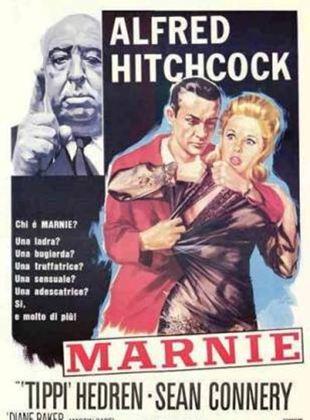 ALFRED
HITCHCOCK
Chi è MARNIE?
Una ladra?
Una bugiarda?
Una truffatrice?
Una sensuale?
Una adescatrice?
Sì,
e molto di più!
MARNIE
'TIPPI' HEDREN · SEAN CONNERY
DIANE BAKER